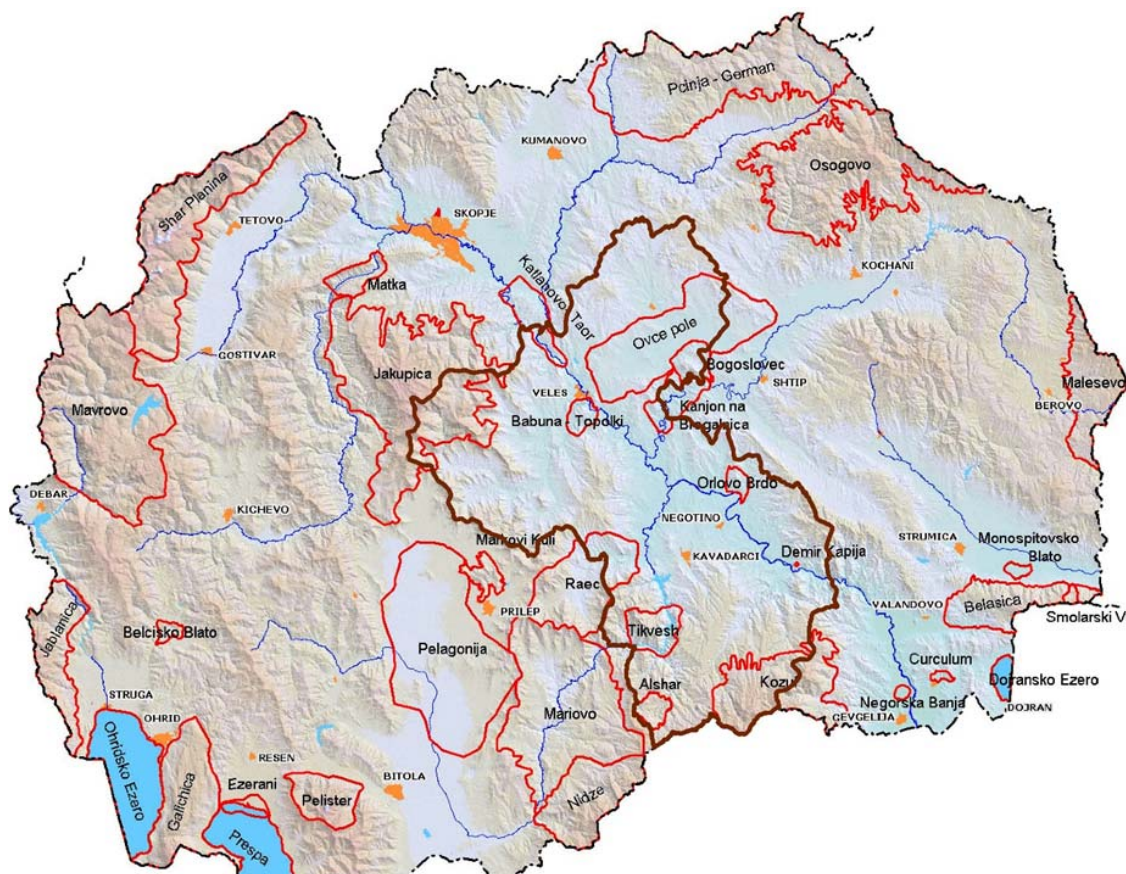 Pcinja - German
KUMANOVO
Osogovo
Shar Planina
TETOVO
SKOPJE
KOCHANI
Katlanovo Taor
Matka
Ovce pole
GOSTIVAR
Jakupica
Bogoslovec
SHTIP
Malesevo
VELES
Mavrovo
Kanjon na
Bregalnica
BEROVO
Babuna - Topolki
Orlovo Brdo
DEBAR
KICHEVO
NEGOTINO
Markovi Kuli
STRUMICA
Monospitovsko
Blato
KAVADARCI
Demir Kapija
Raec
PRILEP
VALANDOVO
Belasica
Smolarski V
Jablanica
Belcisko Blato
Tikvesh
Pelagonija
Curculum
Dojransko Ezero
Alshar
Kozuf
STRUGA
Mariovo
Negorska Banja
DOJRAN
OHRID
GEVGELIJA
RESEN
Ohridsko Ezero
Galichica
Ezerani
BITOLA
Pelister
Nidze
Prespa